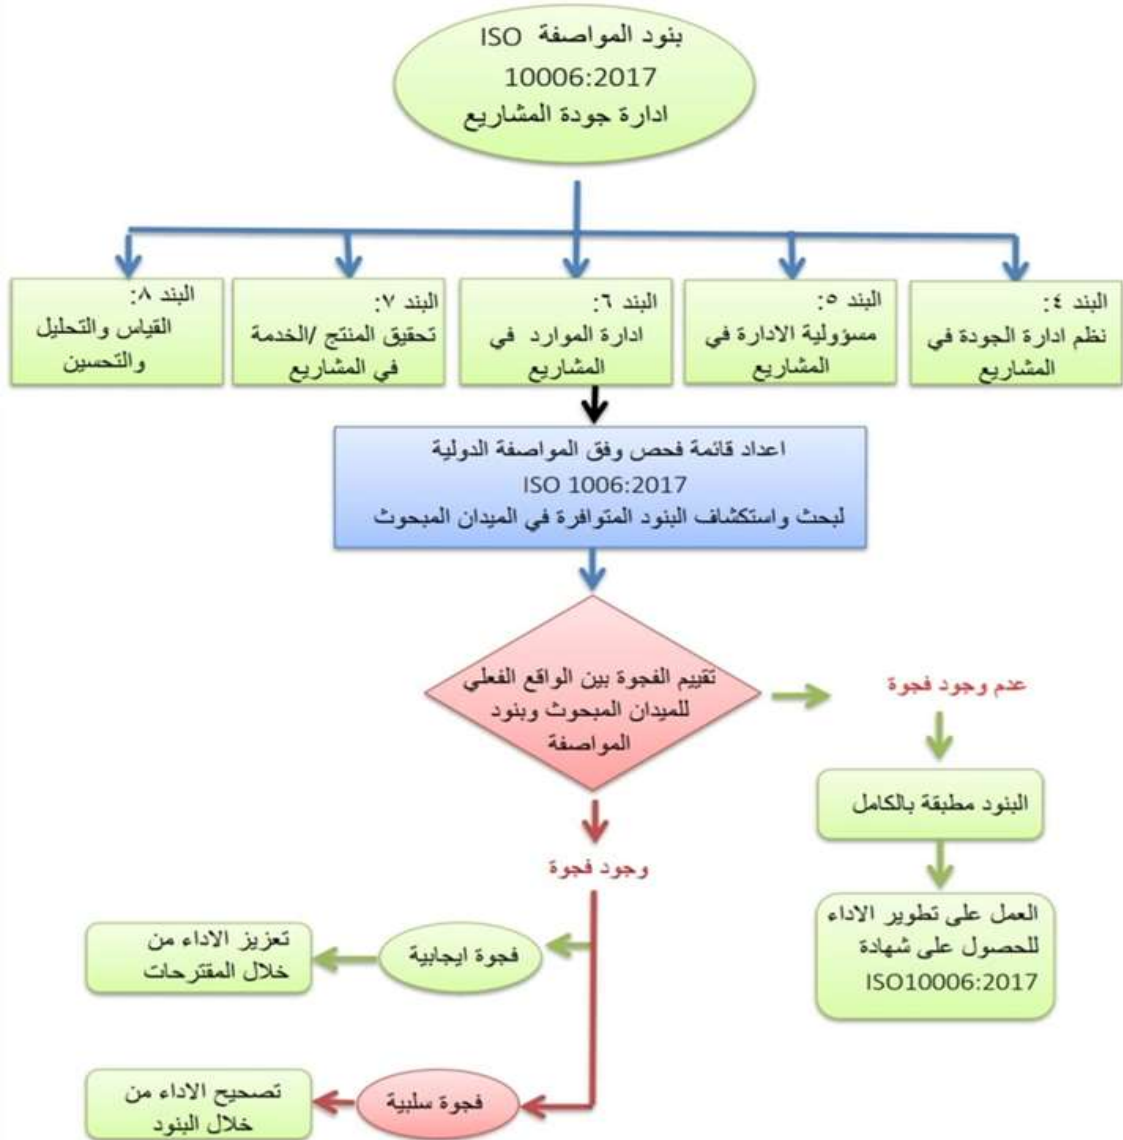 بنود المواصفة ISO
10006:2017
ادارة جودة المشاريع
البند ٤:
نظم ادارة الجودة في
المشاريع
البند ٥:
مسؤولية الادارة في
المشاريع
البند ٦:
ادارة الموارد في
المشاريع
البند ٧:
تحقيق المنتج /الخدمة
في المشاريع
البند ٨:
القياس والتحليل
والتحسين
اعداد قائمة فحص وفق المواصفة الدولية
ISO 1006:2017
لبحث واستكشاف البنود المتوافرة في الميدان المبحوث
تقييم الفجوة بين الواقع الفعلي
للميدان المبحوث وبنود
المواصفة
عدم وجود فجوة
البنود مطبقة بالكامل
العمل على تطوير الاداء
للحصول على شهادة
ISO10006:2017
وجود فجوة
فجوة ايجابية
تعزيز الاداء من
خلال المقترحات
فجوة سلبية
تصحيح الاداء من
خلال البنود